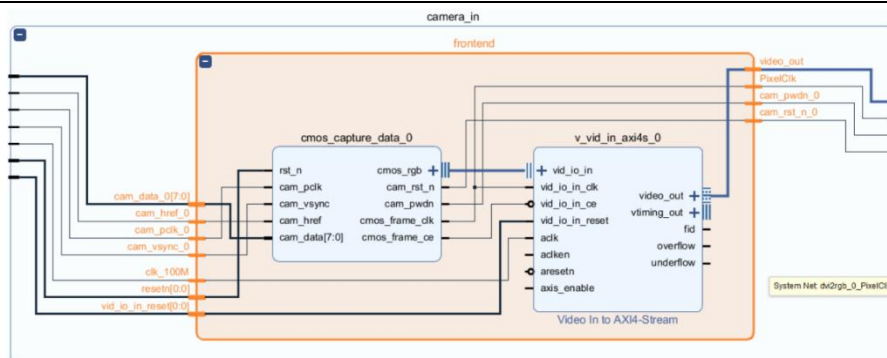 camera_in
frontend
video_out
PixelClk
cam_pwdn_0
cam_rst_n_0
cmos_capture_data_0
rst_n
cam_pclk
cam_vsync
cam_href
cam_data[7:0]
cmos_rgb
cam_rst_n
cam_pwdn
cmos_frame_clk
cmos_frame_ce
v_vid_in_axi4s_0
vid_io_in
vid_io_in_clk
vid_io_in_ce
vid_io_in_reset
aclk
aclken
aresetn
axis_enable
video_out
vtiming_out
fid
overflow
underflow
Video In to AXI4-Stream
cam_data_0[7:0]
cam_href_0
cam_pclk_0
cam_vsync_0
clk_100M
resetn[0:0]
vid_io_in_reset[0:0]
System Net: dvi2rgb_0_PixelCl